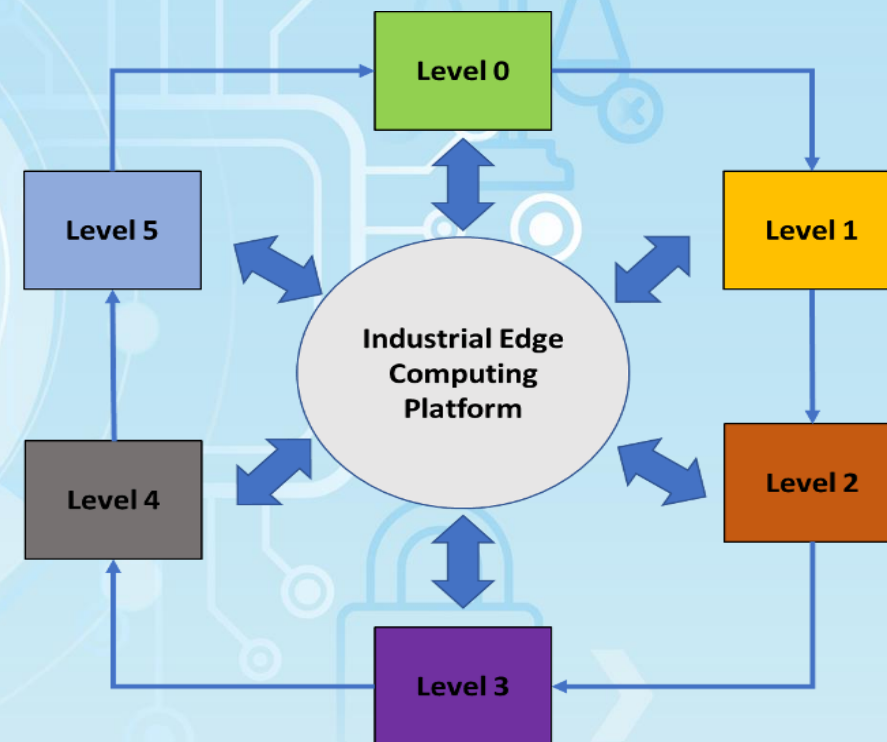 Level 0
Level 5
Level 1
Industrial Edge
Computing
Platform
Level 4
Level 2
Level 3